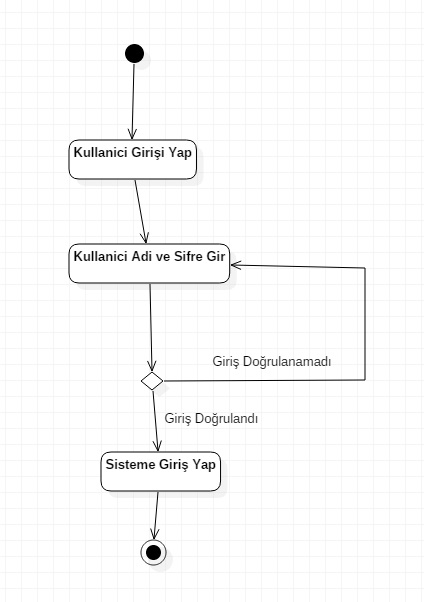 Kullanici Girişi Yap
Kullanici Adi ve Sifre Gir
Giriş Doğrulanamadı
Giriş Doğrulandı
Sisteme Giriş Yap